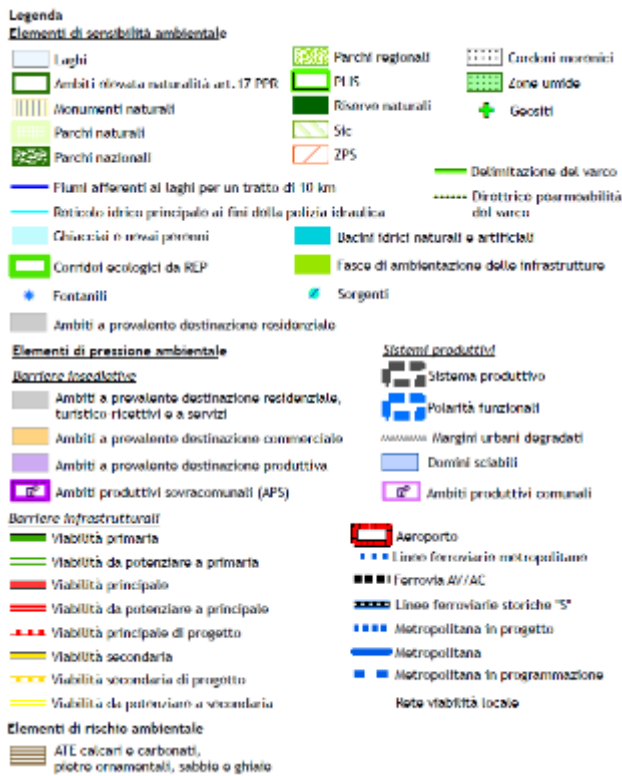 Legenda
Elementi di sensibilità ambientale
Laghi
Ambiti elevata naturalità art.17 PPR
Monumenti naturali
Parchi naturali
Parchi nazionali
Parchi regionali
PLIS
Riserve naturali
Sic
ZPS
Cordoni morenici
Zone umide
Geositi
Delimitazione del varco
Direttrice permeabilità
del varco
Fiumi afferenti ai laghi per un tratto di 10 km
Reticolo idrico principale ai fini della polizia idraulica
Ghiacciai e nevai perenni
Bacini idrici naturali e artificiali
Corridoi ecologici da REP
Fasce di ambientazione delle infrastrutture
Fontanili
Sorgenti
Ambiti a prevalente destinazione residenziale
Elementi di pressione ambientale
Barriere insediative
Ambiti a prevalente destinazione residenziale,
turistico ricettivi e a servizi
Ambiti a prevalente destinazione commerciale
Ambiti a prevalente destinazione produttiva
Ambiti produttivi sovracomunali (APS)
Sistemi produttivi
Sistema produttivo
Polarità funzionali
Margini urbani degradati
Domini sciabili
Ambiti produttivi comunali
Barriere infrastrutturali
Viabilità primaria
Viabilità da potenziare a primaria
Viabilità principale
Viabilità da potenziare a principale
Viabilità principale di progetto
Viabilità secondaria
Viabilità secondaria di progetto
Viabilità da potenziare a secondaria
Aeroporto
Linee ferroviarie metropolitane
Ferrovia AV/AC
Linee ferroviarie storiche "S"
Metropolitana in progetto
Metropolitana
Metropolitana in programmazione
Rete viabilità locale
Elementi di rischio ambientale
ATE calcari e carbonati,
pietre ornamentali, sabbie e ghiaie